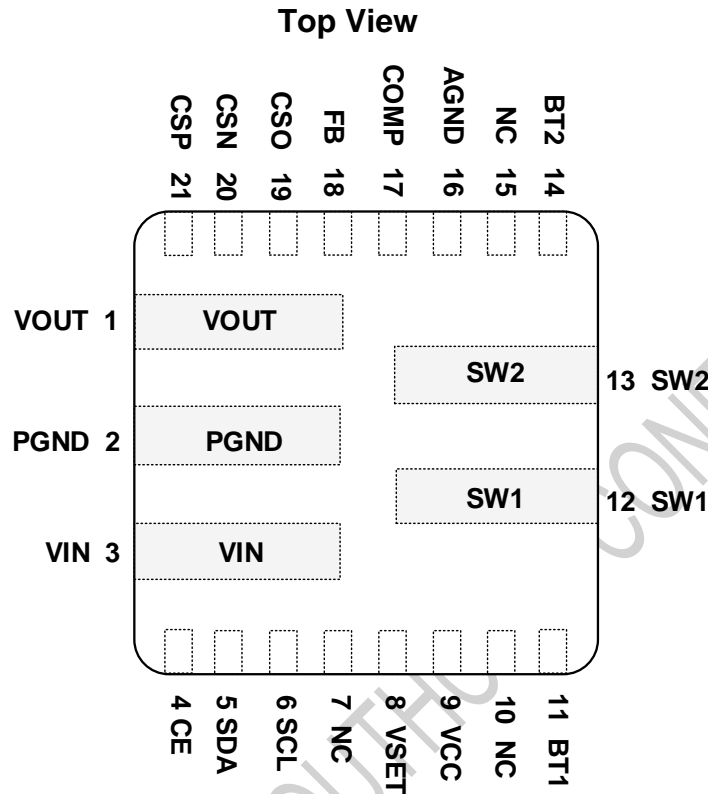 Top View
CSP 21
CSN 20
CSO 19
FB 18
COMP 17
AGND 16
NC 15
BT2 14
VOUT 1
VOUT
SW2
13 SW2
PGND 2
PGND
SW1
12 SW1
VIN 3
VIN
4 CE
5 SDA
6 SCL
7 NC
8 VSET
9 VCC
10 NC
11 BT1